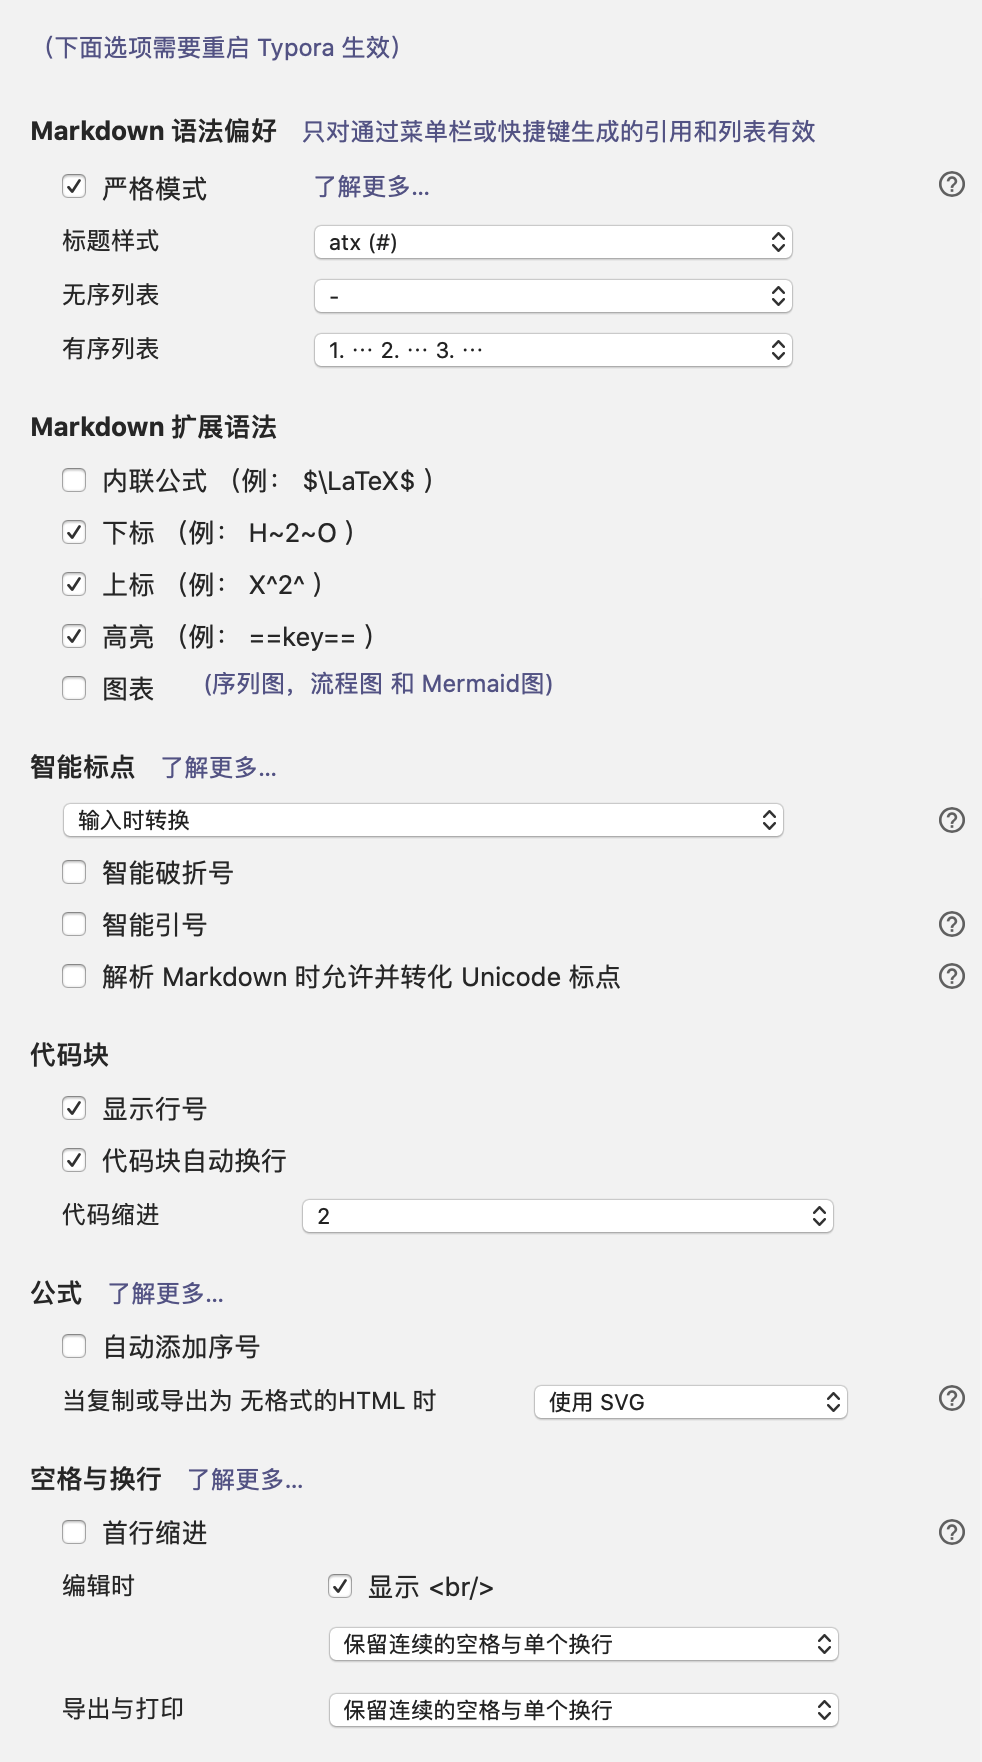 （下面选项需要重启 Typora 生效）
Markdown 语法偏好 只对通过菜单栏或快捷键生成的引用和列表有效
严格模式 了解更多...
标题样式 atx (#)
无序列表 -
有序列表 1. ··· 2. ··· 3. ···
Markdown 扩展语法
内联公式 （例： $\LaTeX$ ）
下标 （例： H~2~O ）
上标 （例： X^2^ ）
高亮 （例： ==key== ）
图表 (序列图，流程图 和 Mermaid图)
智能标点 了解更多...
输入时转换
智能破折号
智能引号
解析 Markdown 时允许并转化 Unicode 标点
代码块
显示行号
代码块自动换行
代码缩进 2
公式 了解更多...
自动添加序号
当复制或导出为 无格式的HTML 时 使用 SVG
空格与换行 了解更多...
首行缩进
编辑时 显示 <br/>
保留连续的空格与单个换行
导出与打印 保留连续的空格与单个换行